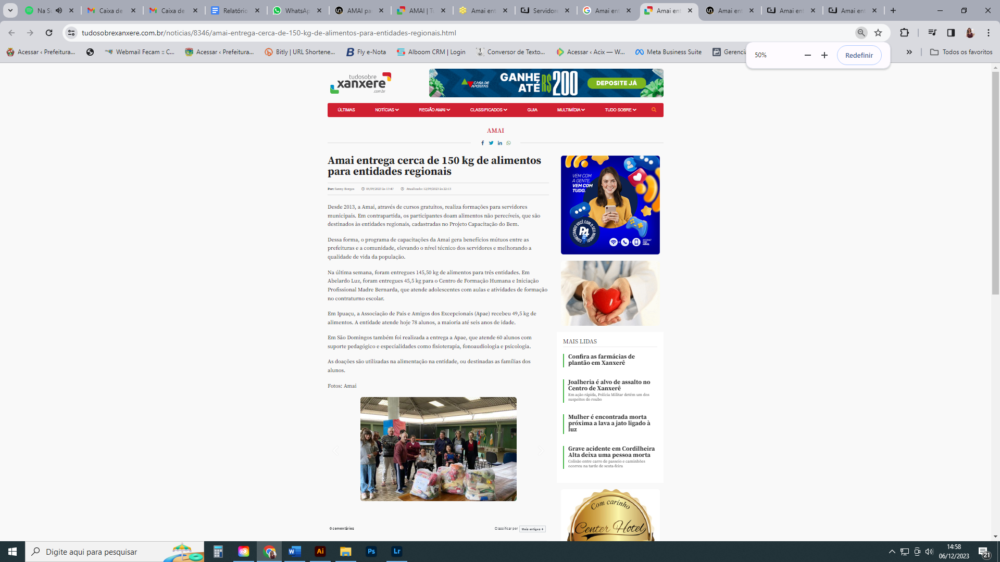 Na Su
Caixa de
Caixa de
Relatório
WhatsAp
AMAI pa
AMAI | Tu
Amai ent
Servidore
Amai ent
Amai ent
Amai ent
Amai ent
Amai ent
tudosobrexanxere.com.br/noticias/8346/amai-entrega-cerca-de-150-kg-de-alimentos-para-entidades-regionais.html
Acessar ‹ Prefeitura...
Webmail Fecam :: C...
Acessar ‹ Prefeitura...
Bitly | URL Shortene...
Fly e-Nota
Alboom CRM | Login
Conversor de Texto...
Acessar ‹ Acix — W...
Meta Business Suite
Gerenci
Todos os favoritos
50%
Redefinir
tudosobre
xanxere
.com.br
CASA DE
APOSTAS
GANHE
ATÉ R$200
DEPOSITE JÁ
ÚLTIMAS
NOTÍCIAS
REGIÃO AMAI
CLASSIFICADOS
GUIA
MULTIMÍDIA
TUDO SOBRE
AMAI
Amai entrega cerca de 150 kg de alimentos
para entidades regionais
Por: Sanny Borges 05/09/2023 às 17:47 Atualizado: 12/09/2023 às 22:13
Desde 2013, a Amai, através de cursos gratuitos, realiza formações para servidores
municipais. Em contrapartida, os participantes doam alimentos não perecíveis, que são
destinados às entidades regionais, cadastradas no Projeto Capacitação do Bem.
Dessa forma, o programa de capacitações da Amai gera benefícios mútuos entre as
prefeituras e a comunidade, elevando o nível técnico dos servidores e melhorando a
qualidade de vida da população.
Na última semana, foram entregues 145,50 kg de alimentos para três entidades. Em
Abelardo Luz, foram entregues 45,5 kg para o Centro de Formação Humana e Iniciação
Profissional Madre Bernarda, que atende adolescentes com aulas e atividades de formação
no contraturno escolar.
Em Ipuaçu, a Associação de Pais e Amigos dos Excepcionais (Apae) recebeu 49,5 kg de
alimentos. A entidade atende hoje 78 alunos, a maioria até seis anos de idade.
Em São Domingos também foi realizada a entrega a Apae, que atende 60 alunos com
suporte pedagógico e especialidades como fisioterapia, fonoaudiologia e psicologia.
As doações são utilizadas na alimentação na entidade, ou destinadas as famílias dos
alunos.
Fotos: Amai
0 comentários
Classificar por Mais antigos
VEM COM
A GENTE,
VEM COM
TUDO.
CONECTANDO VOCÊ COM O SEU MUNDO!
P4
INTERNET
FIXO
MÓVEL
MAIS LIDAS
Confira as farmácias de
plantão em Xanxerê
Joalheria é alvo de assalto no
Centro de Xanxerê
Em ação rápida, Polícia Militar detém um dos
suspeitos do roubo
Mulher é encontrada morta
próxima a lava a jato ligado à
luz
Grave acidente em Cordilheira
Alta deixa uma pessoa morta
Colisão entre carro de passeio e caminhões
ocorreu na tarde de sexta-feira
Com carinho
Center Hotel
Digite aqui para pesquisar
Ai
Ps
Lr
14:58
06/12/2023
21